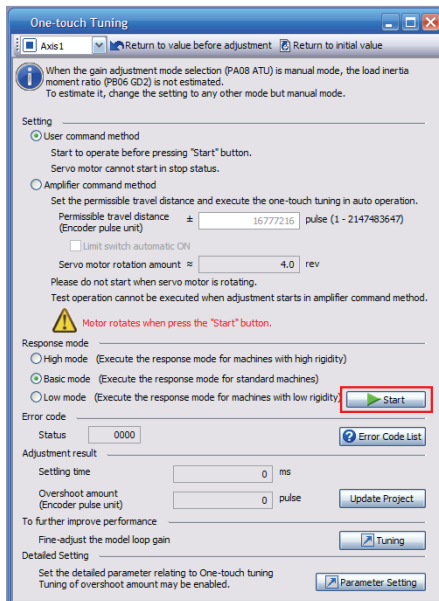 One-touch Tuning
Axis1 Return to value before adjustment Return to initial value
When the gain adjustment mode selection (PA08 ATU) is manual mode, the load inertia
moment ratio (PB06 GD2) is not estimated.
To estimate it, change the setting to any other mode but manual mode.
Setting
User command method
Start to operate before pressing "Start" button.
Servo motor cannot start in stop status.
Amplifier command method
Set the permissible travel distance and execute the one-touch tuning in auto operation.
Permissible travel distance ± 16777216 pulse (1 - 2147483647)
(Encoder pulse unit)
Limit switch automatic ON
Servo motor rotation amount ≈ 4.0 rev
Please do not start when servo motor is rotating.
Test operation cannot be executed when adjustment starts in amplifier command method.
Motor rotates when press the "Start" button.
Response mode
High mode (Execute the response mode for machines with high rigidity)
Basic mode (Execute the response mode for standard machines)
Low mode (Execute the response mode for machines with low rigidity) Start
Error code
Status 0000 Error Code List
Adjustment result
Settling time 0 ms
Overshoot amount 0 pulse Update Project
(Encoder pulse unit)
To further improve performance
Fine-adjust the model loop gain Tuning
Detailed Setting
Set the detailed parameter relating to One-touch tuning
Tuning of overshoot amount may be enabled. Parameter Setting